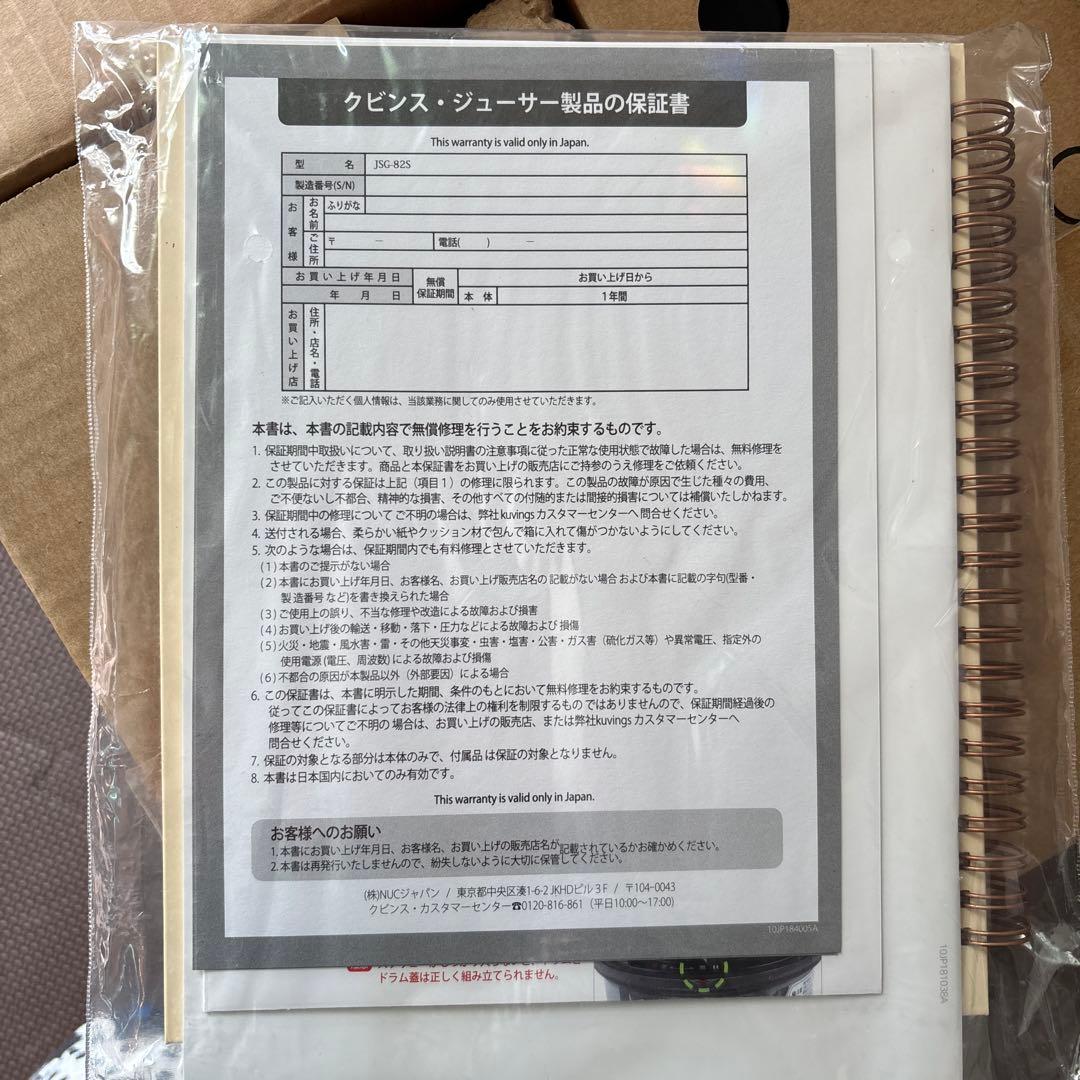 クビンス・ジューサー製品の保証書
This warranty is valid only in Japan.
型 名 JSG-82S
製造番号(S/N)
お客様 お名前 ふりがな
ご住所 〒 ― 電話( ) ―
お買い上げ年月日 無償保証期間 お買い上げ日から
年 月 日 本 体 1年間
お買い上げ店 住所・店名・電話
※ご記入いただく個人情報は、当該業務に関してのみ使用させていただきます。
本書は、本書の記載内容で無償修理を行うことをお約束するものです。
1. 保証期間中取扱いについて、取り扱い説明書の注意事項に従った正常な使用状態で故障した場合は、無料修理を
させていただきます。商品と本保証書をお買い上げの販売店にご持参のうえ修理をご依頼ください。
2. この製品に対する保証は上記（項目１）の修理に限られます。この製品の故障が原因で生じた種々の費用、
ご不便ないし不都合、精神的な損害、その他すべての付随的または間接的損害については補償いたしかねます。
3. 保証期間中の修理について ご不明の場合は、弊社 kuvings カスタマーセンターへ 問合せください。
4. 送付される場合、柔らかい紙やクッション材で包んで箱に入れて傷がつかないようにしてください。
5. 次のような場合は、保証期間内でも有料修理とさせていただきます。
(1) 本書のご提示がない場合
(2) 本書にお買い上げ年月日、お客様名、お買い上げ販売店名の 記載がない場合 および本書に記載の字句(型番・
製 造番号 など)を書き換えられた場合
(3) ご使用上の誤り、不当な修理や改造による故障および損害
(4) お買い上げ後の輸送・移動・落下・圧力などによる故障および 損傷
(5) 火災・地震・風水害・雷・その他天災事変・虫害・塩害・公害・ガス害（硫化ガス等）や異常電圧、指定外の
使用電源 (電圧、周波数) による故障および損傷
(6) 不都合の原因が本製品以外（外部要因）による場合
6. この保証書は、本書に明示した期間、条件のもとにおいて無料修理をお約束するものです。
従ってこの保証書によってお客様の法律上の権利を制限するもの ではありませんので、保証期間経過後の
修理等についてご不明の 場合は、お買い上げの販売店、または弊社kuvings カスタマーセンターへ
問合せください。
7. 保証の対象となる部分は本体のみで、付属品 は保証の対象となりません。
8. 本書は日本国内においてのみ有効です。
This warranty is valid only in Japan.
お客様へのお願い
1. 本書にお買い上げ年月日、お客様名、お買い上げの販売店名が記載されているかお確かめください。
2. 本書は再発行いたしませんので、紛失しないように大切に保管してください。
(株)NUCジャパン / 東京都中央区湊1-6-2 JKHDビル３F / 〒104-0043
クビンス・カスタマーセンター☎0120-816-861（平日10:00～17:00)
10JP184005A
ドラム蓋は正しく組み立てられません。
10JP181036A